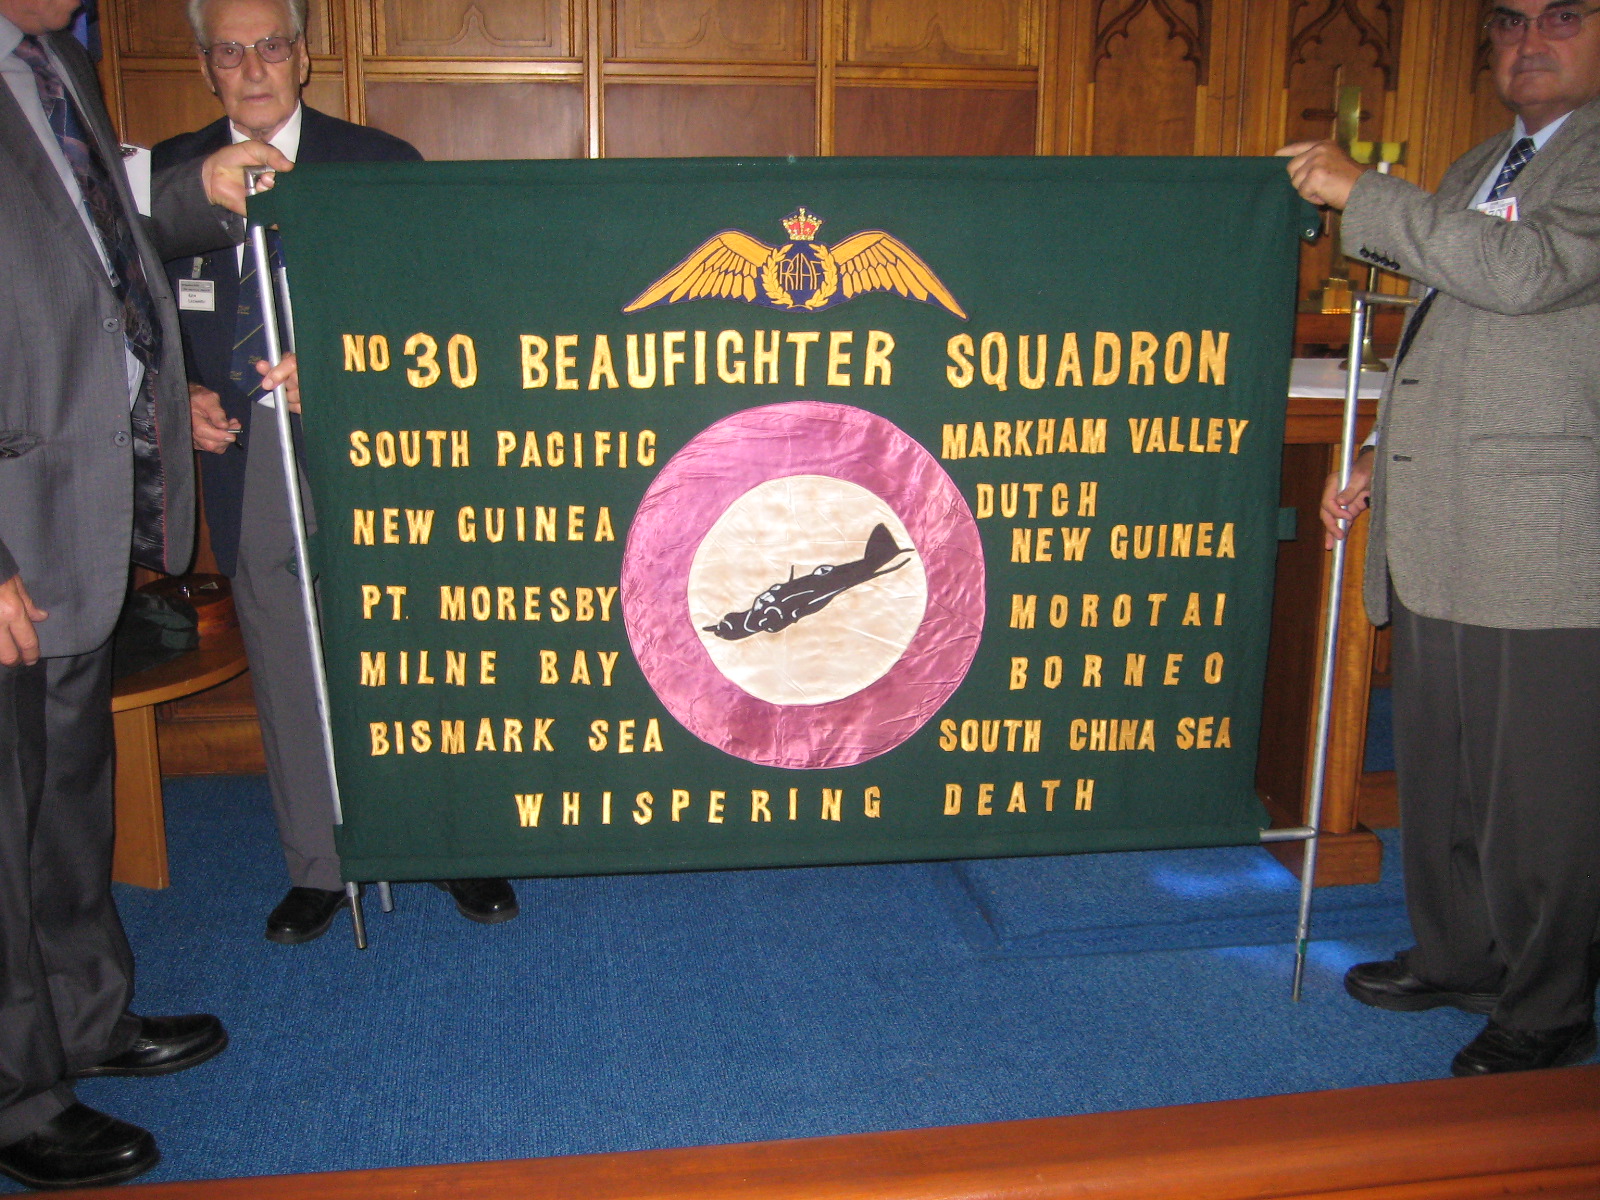 RAAF
NO 30 BEAUFIGHTER SQUADRON
SOUTH PACIFIC
NEW GUINEA
PT. MORESBY
MILNE BAY
BISMARK SEA
MARKHAM VALLEY
DUTCH
NEW GUINEA
MOROTAI
BORNEO
SOUTH CHINA SEA
WHISPERING DEATH